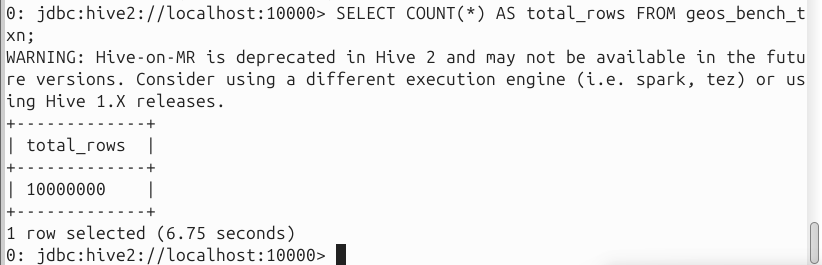 0: jdbc:hive2://localhost:10000> SELECT COUNT(*) AS total_rows FROM geos_bench_t
xn;
WARNING: Hive-on-MR is deprecated in Hive 2 and may not be available in the futu
re versions. Consider using a different execution engine (i.e. spark, tez) or us
ing Hive 1.X releases.
+-------------+
| total_rows  |
+-------------+
| 10000000    |
+-------------+
1 row selected (6.75 seconds)
0: jdbc:hive2://localhost:10000>